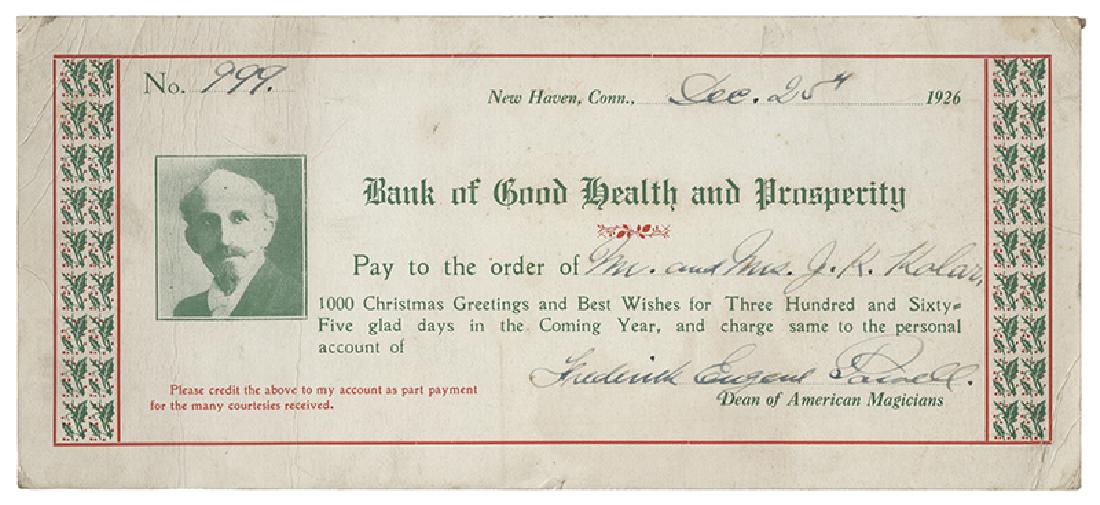 No. 999.
New Haven, Conn., Dec. 25th 1926
Bank of Good Health and Prosperity
Pay to the order of Mr. and Mrs. J. K. Kolar,
1000 Christmas Greetings and Best Wishes for Three Hundred and Sixty-
Five glad days in the Coming Year, and charge same to the personal
account of
Frederick Eugene Powell.
Dean of American Magicians
Please credit the above to my account as part payment
for the many courtesies received.